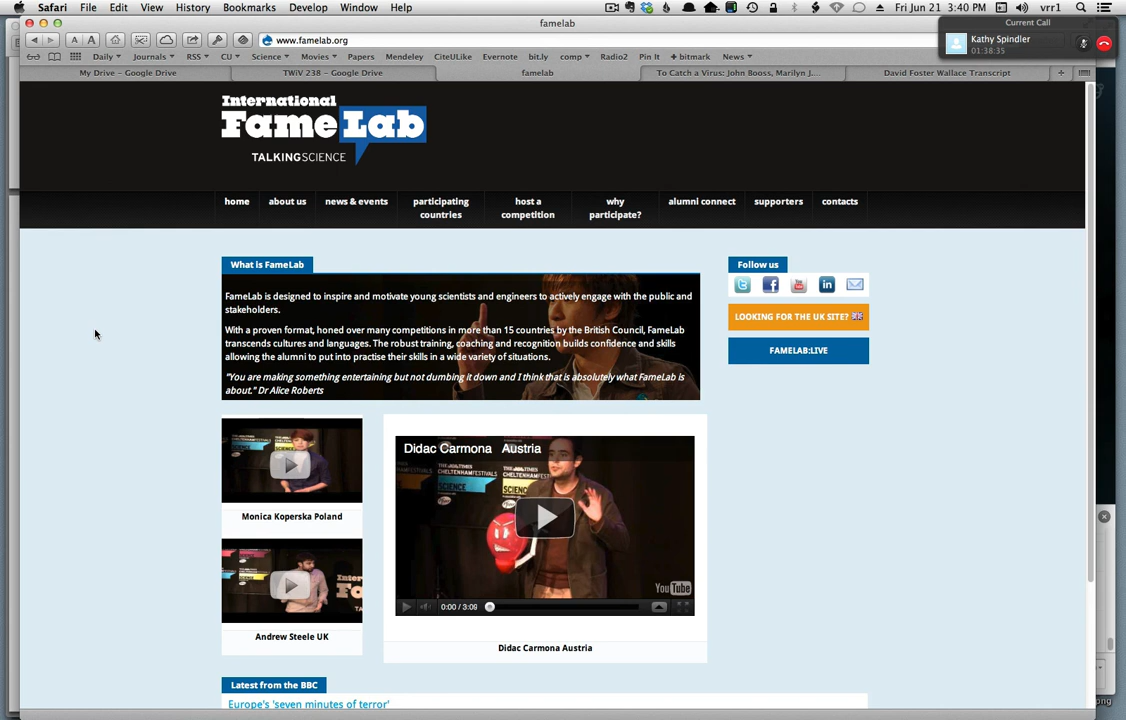 Safari File Edit View History Bookmarks Develop Window Help
Fri Jun 21 3:40 PM vrr1
famelab
Current Call
Kathy Spindler
01:38:35
A A
www.famelab.org
Daily Journals RSS CU Science Movies Papers Mendeley CiteULike Evernote bit.ly comp Radio2 Pin It + bitmark News
My Drive – Google Drive
TWiV 238 – Google Drive
famelab
To Catch a Virus: John Booss, Marilyn J....
David Foster Wallace Transcript
International
FameLab
TALKINGSCIENCE
home
about us
news & events
participating countries
host a competition
why participate?
alumni connect
supporters
contacts
What is FameLab
FameLab is designed to inspire and motivate young scientists and engineers to actively engage with the public and
stakeholders.
With a proven format, honed over many competitions in more than 15 countries by the British Council, FameLab
transcends cultures and languages. The robust training, coaching and recognition builds confidence and skills
allowing the alumni to put into practise their skills in a wide variety of situations.
"You are making something entertaining but not dumbing it down and I think that is absolutely what FameLab is
about." Dr Alice Roberts
Follow us
LOOKING FOR THE UK SITE?
FAMELAB:LIVE
Monica Koperska Poland
Andrew Steele UK
Didac Carmona Austria
THE TIMES
CHELTENHAM FESTIVALS
SCIENCE
YouTube
0:00 / 3:09
Didac Carmona Austria
Latest from the BBC
Europe's 'seven minutes of terror'
png